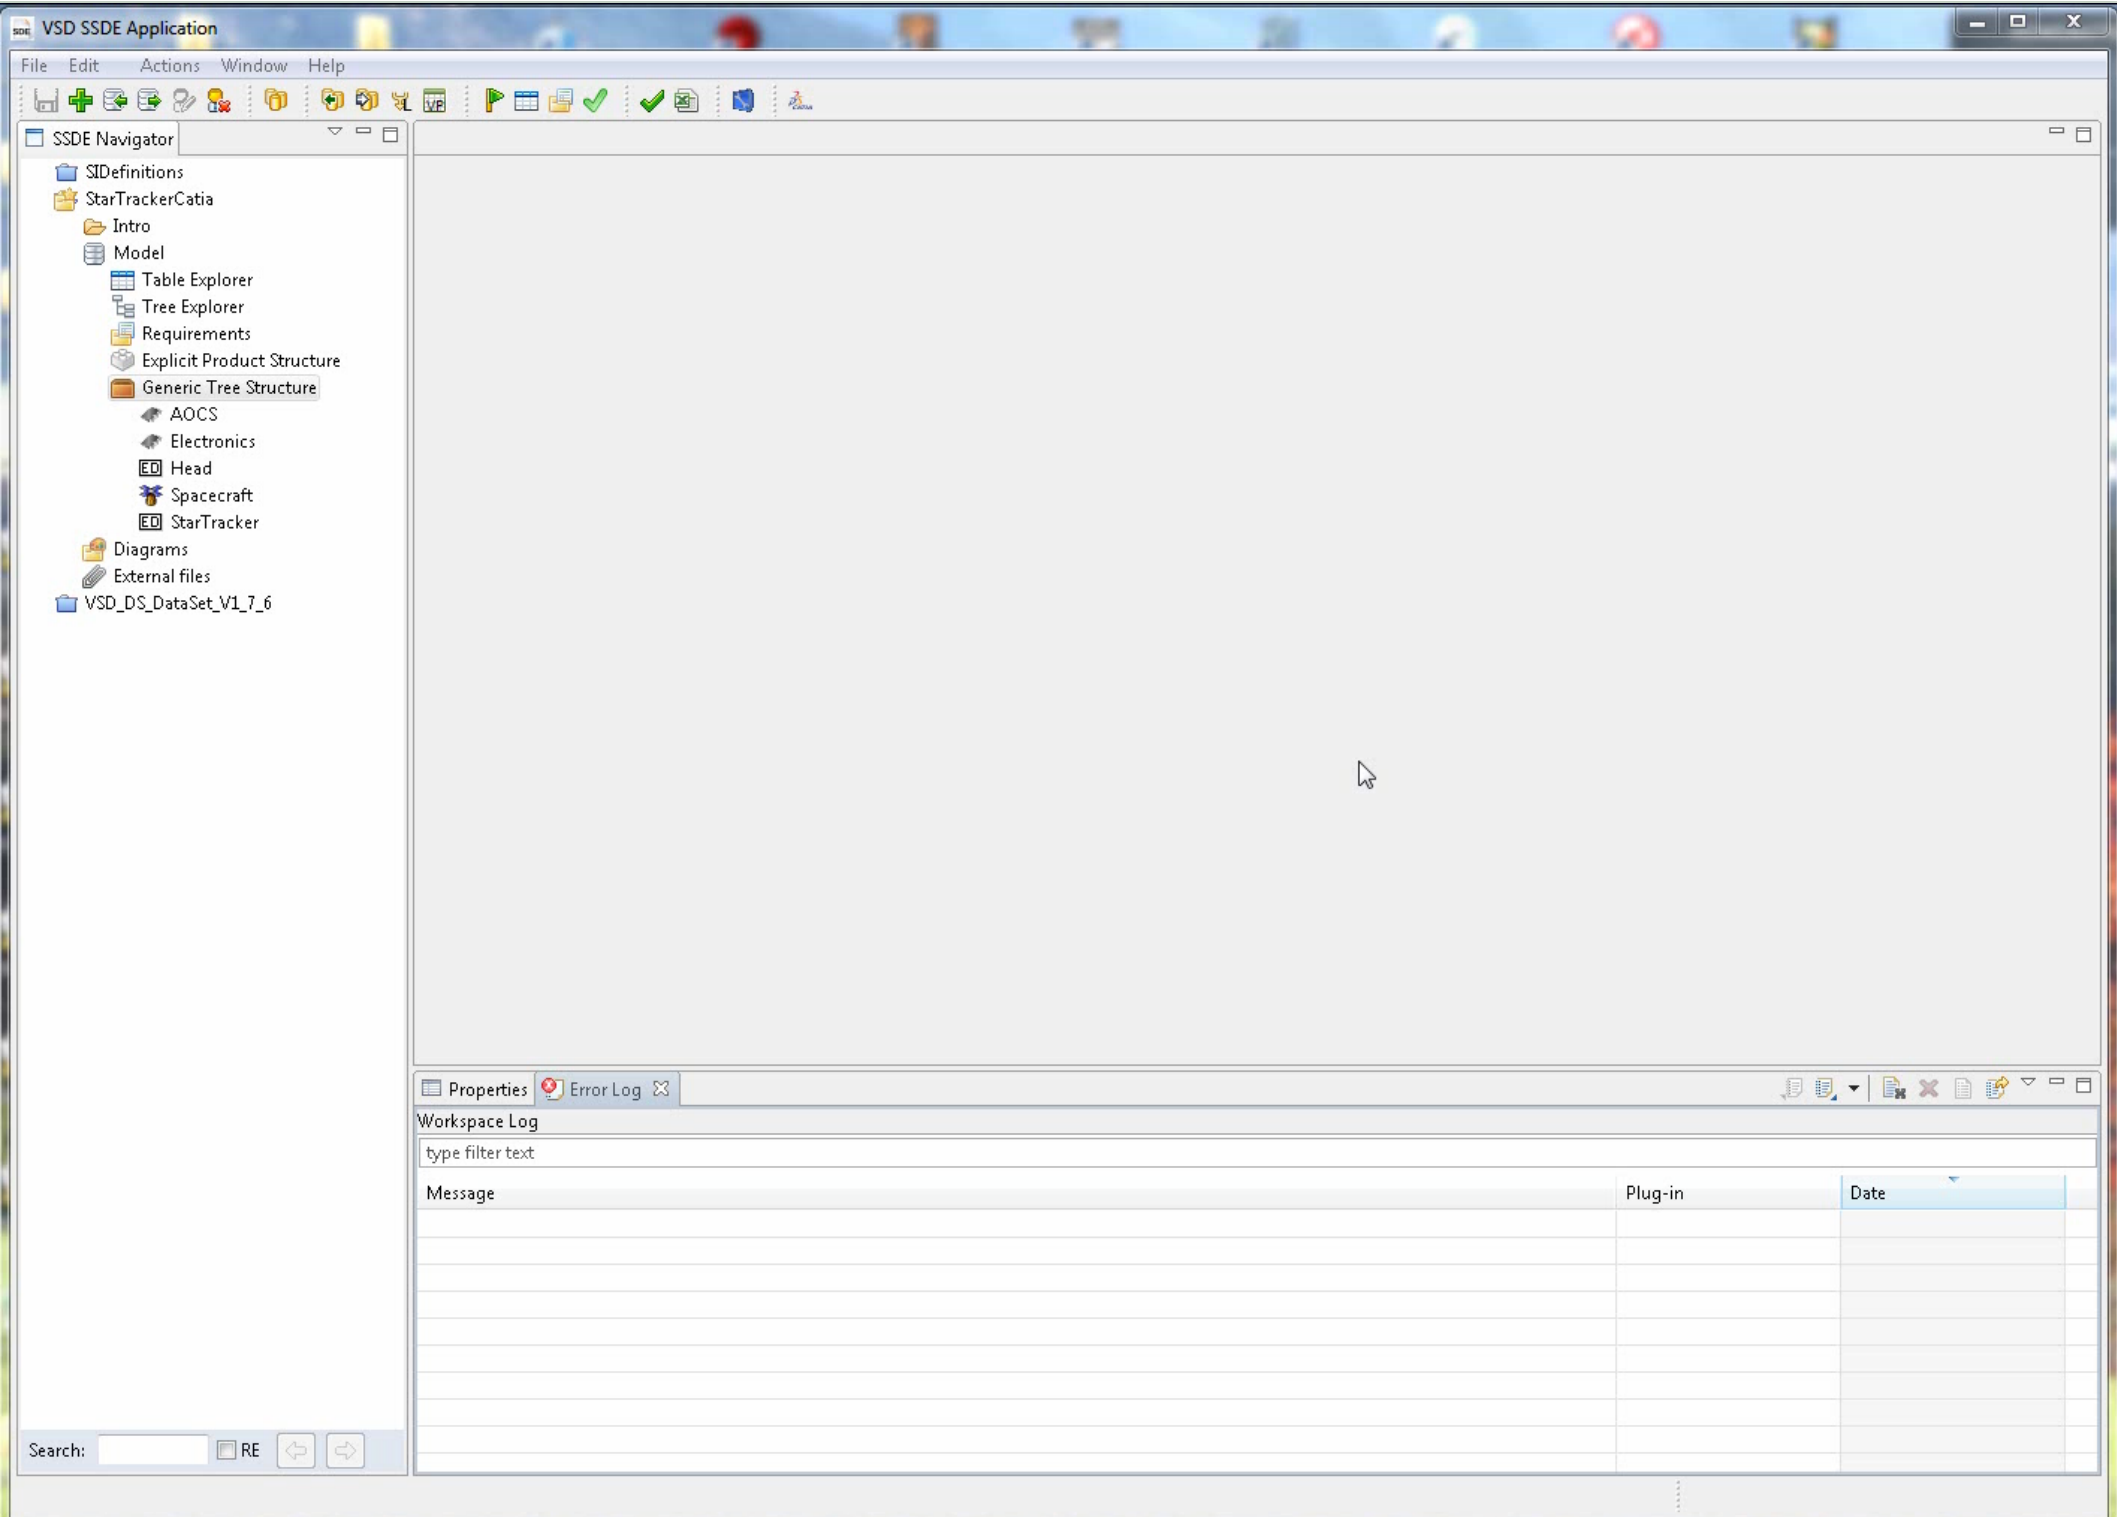 VSD SSDE Application
File Edit Actions Window Help
SSDE Navigator
SIDefinitions
StarTrackerCatia
Intro
Model
Table Explorer
Tree Explorer
Requirements
Explicit Product Structure
Generic Tree Structure
AOCS
Electronics
ED Head
Spacecraft
ED StarTracker
Diagrams
External files
VSD_DS_DataSet_V1_7_6
Search: RE
Properties Error Log
Workspace Log
type filter text
Message Plug-in Date